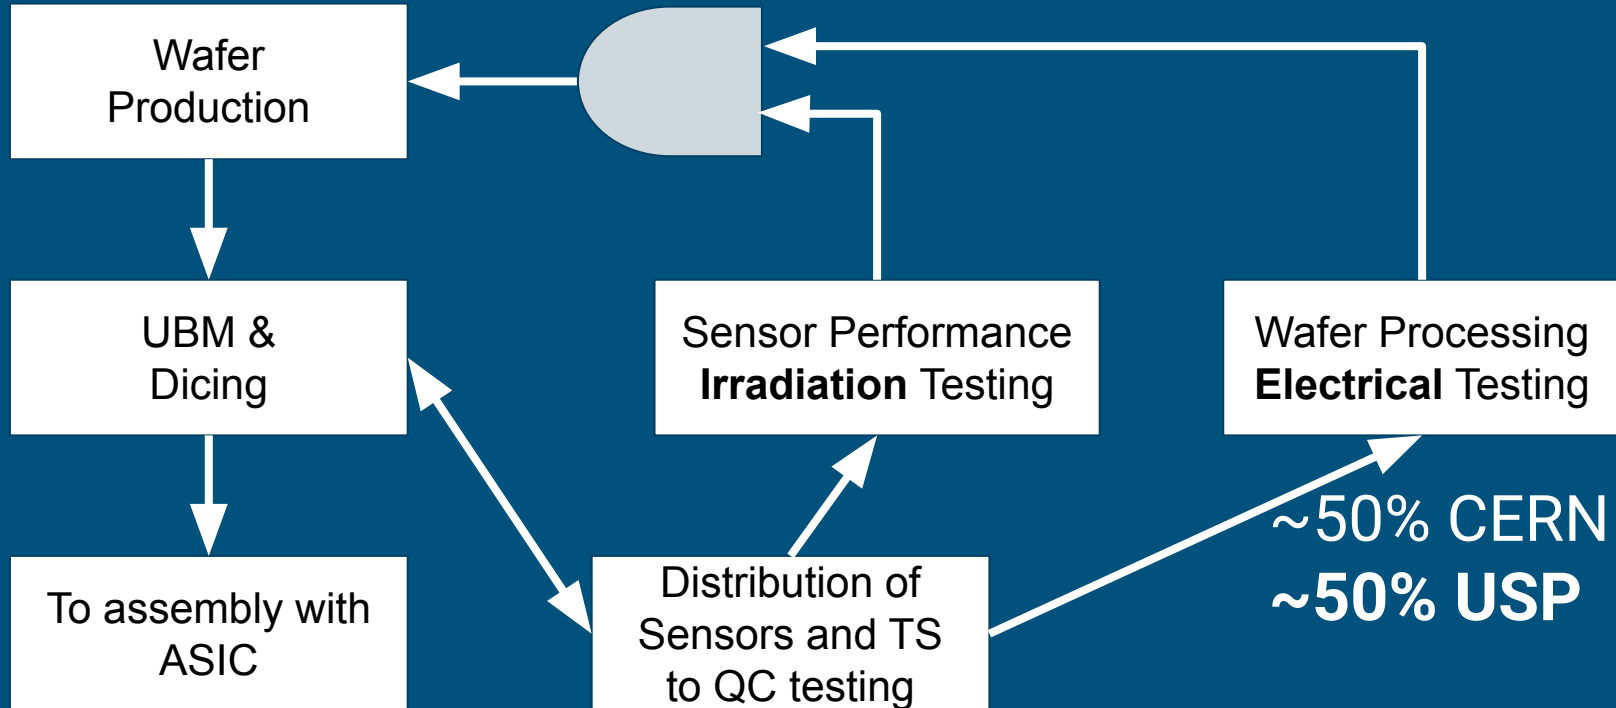 Wafer
Production
UBM &
Dicing
Sensor Performance
Irradiation Testing
Wafer Processing
Electrical Testing
~50% CERN
~50% USP
To assembly with
ASIC
Distribution of
Sensors and TS
to QC testing